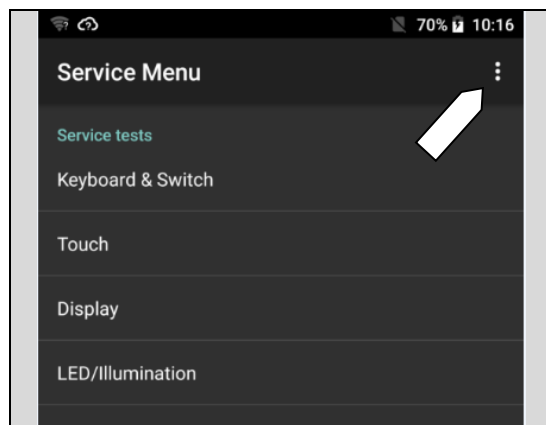 70% 10:16
Service Menu
Service tests
Keyboard & Switch
Touch
Display
LED/Illumination